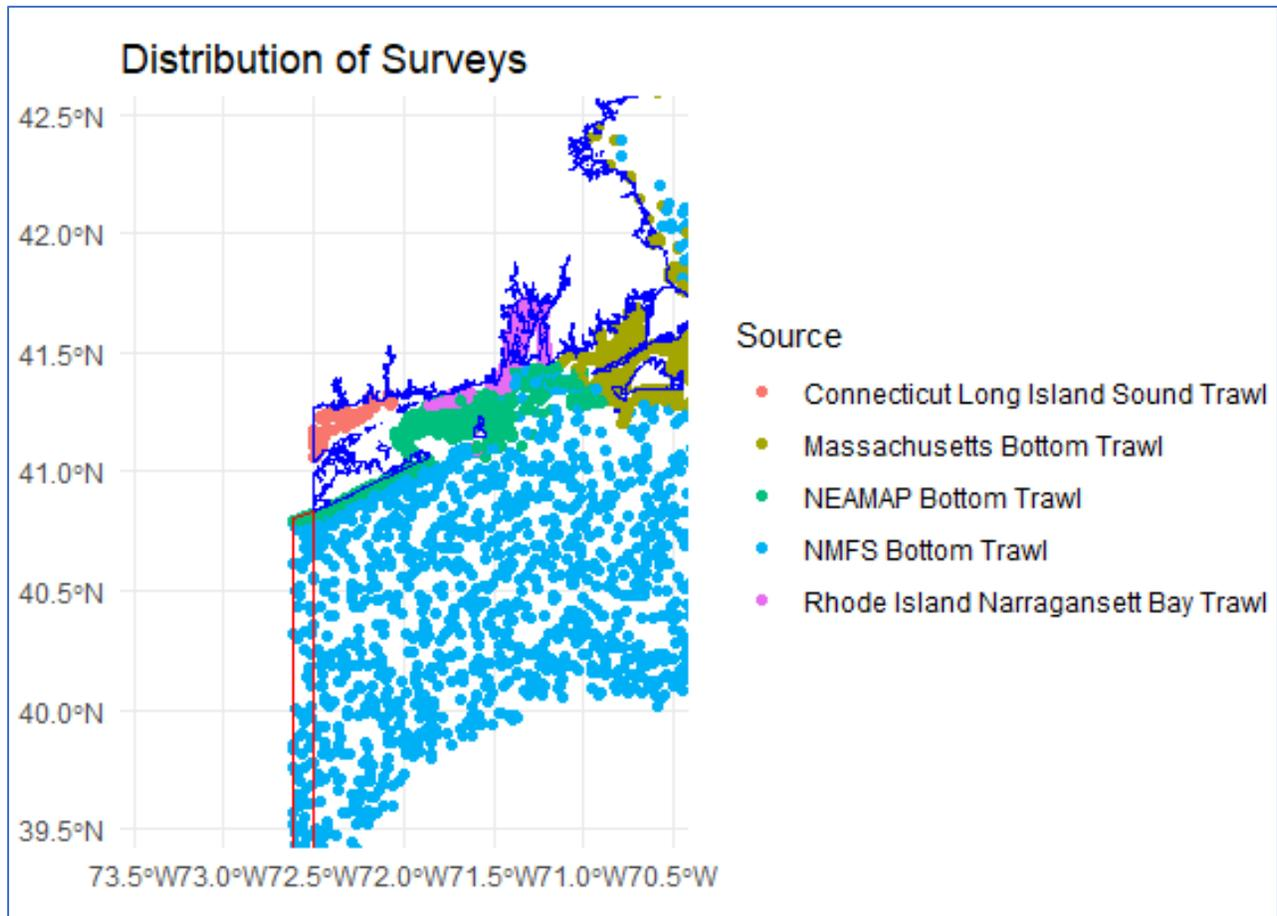 Distribution of Surveys
42.5°N
42.0°N
41.5°N
41.0°N
40.5°N
40.0°N
39.5°N
73.5°W73.0°W72.5°W72.0°W71.5°W71.0°W70.5°W
Source
Connecticut Long Island Sound Trawl
Massachusetts Bottom Trawl
NEAMAP Bottom Trawl
NMFS Bottom Trawl
Rhode Island Narragansett Bay Trawl